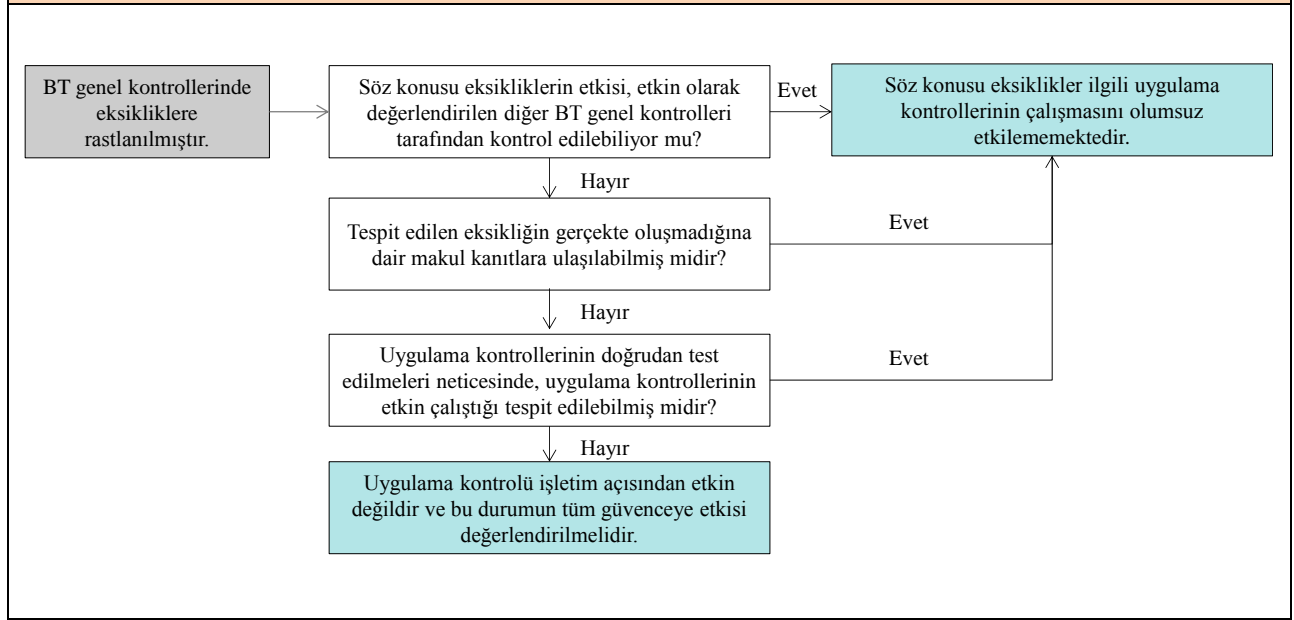 BT genel kontrollerinde
eksikliklere
rastlanılmıştır.
Söz konusu eksikliklerin etkisi, etkin olarak
değerlendirilen diğer BT genel kontrolleri
tarafından kontrol edilebiliyor mu?
Evet
Söz konusu eksiklikler ilgili uygulama
kontrollerinin çalışmasını olumsuz
etkilememektedir.
Hayır
Tespit edilen eksikliğin gerçekte oluşmadığına
dair makul kanıtlara ulaşılabilmiş midir?
Evet
Hayır
Uygulama kontrollerinin doğrudan test
edilmeleri neticesinde, uygulama kontrollerinin
etkin çalıştığı tespit edilebilmiş midir?
Evet
Hayır
Uygulama kontrolü işletim açısından etkin
değildir ve bu durumun tüm güvenceye etkisi
değerlendirilmelidir.